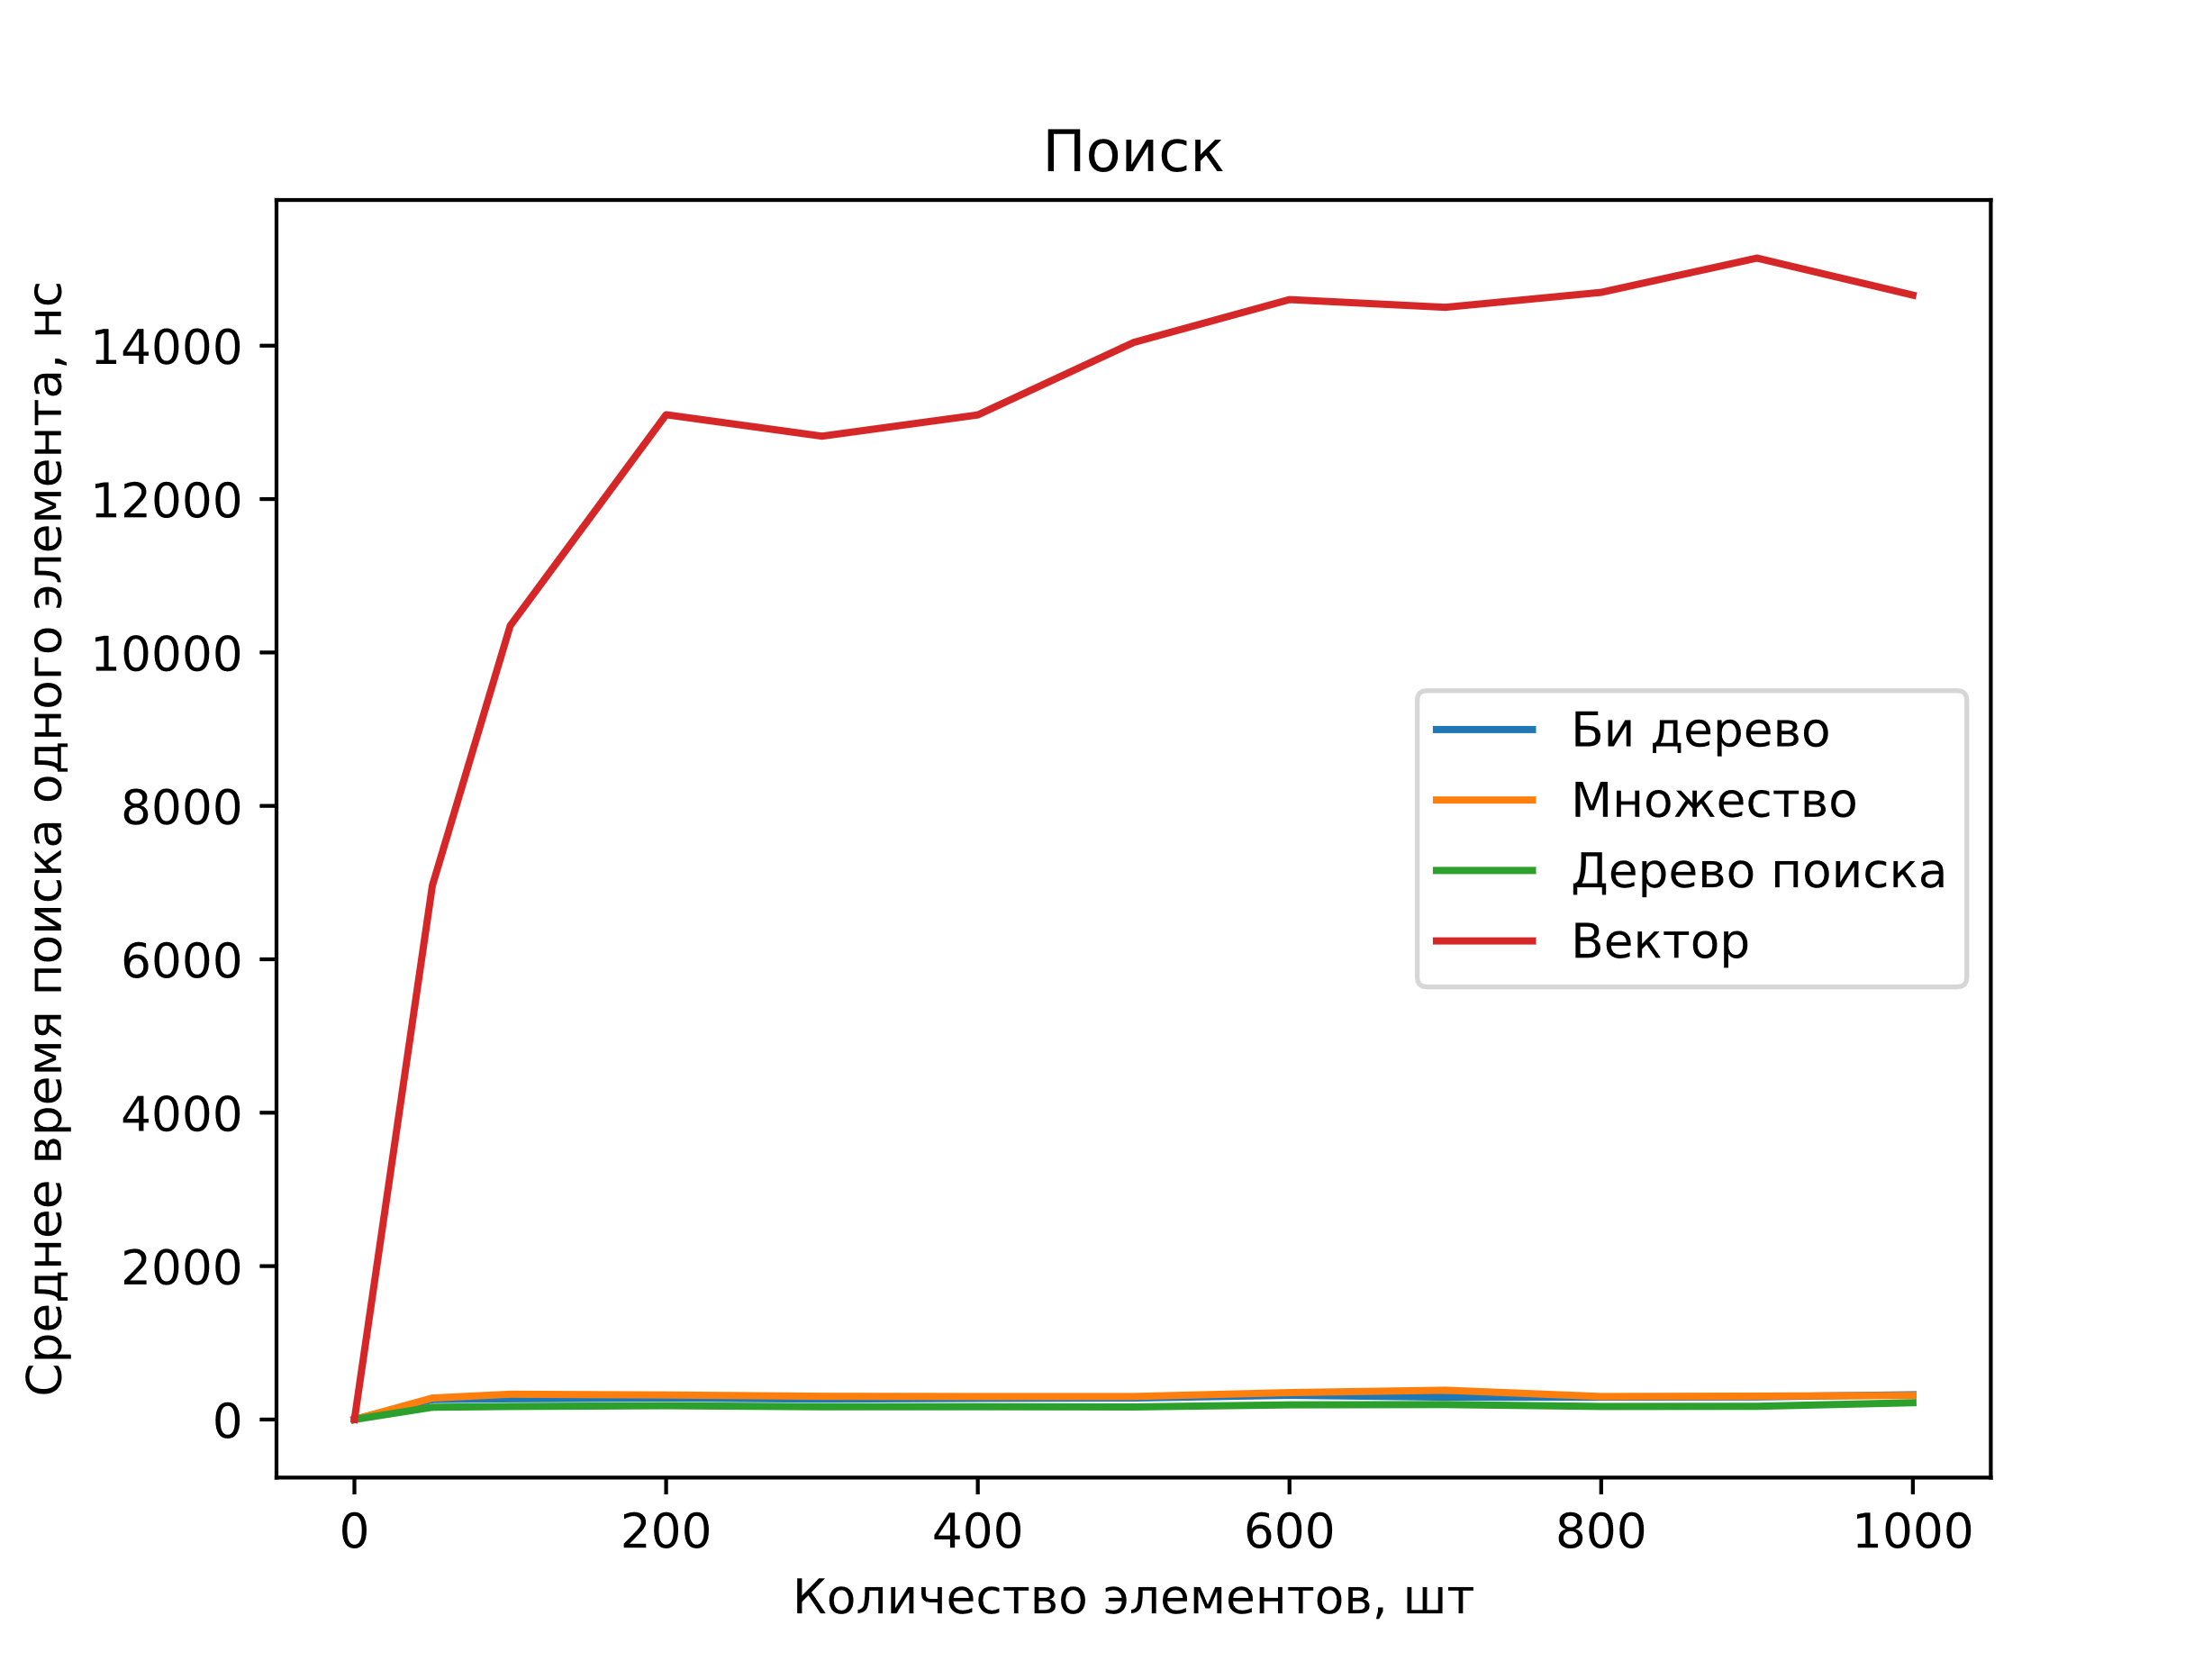 Поиск
Среднее время поиска одного элемента, нс
14000
12000
10000
8000
6000
4000
2000
0
Би дерево
Множество
Дерево поиска
Вектор
0 200 400 600 800 1000
Количество элементов, шт